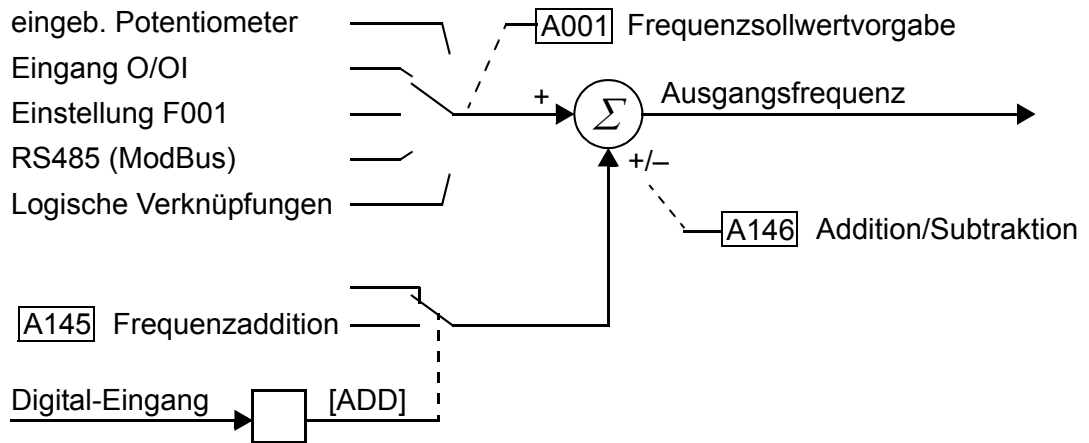 eingeb. Potentiometer
A001 Frequenzsollwertvorgabe
Eingang O/OI
Einstellung F001
+
Σ
Ausgangsfrequenz
RS485 (ModBus)
+/–
Logische Verknüpfungen
A146 Addition/Subtraktion
A145 Frequenzaddition
Digital-Eingang
[ADD]